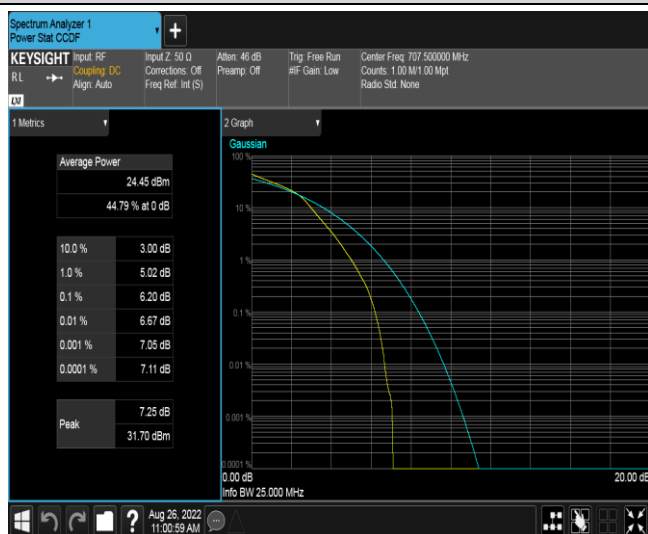 Spectrum Analyzer 1
Power Stat CCDF
+
KEYSIGHT
RL
LXI
Input: RF
Coupling: DC
Align: Auto
Input Z: 50 Ω
Corrections: Off
Freq Ref: Int (S)
Atten: 46 dB
Preamp: Off
Trig: Free Run
#IF Gain: Low
Center Freq: 707.500000 MHz
Counts: 1.00 M/1.00 Mpt
Radio Std: None
1 Metrics
Average Power
24.45 dBm
44.79 % at 0 dB
10.0 % 3.00 dB
1.0 % 5.02 dB
0.1 % 6.20 dB
0.01 % 6.67 dB
0.001 % 7.05 dB
0.0001 % 7.11 dB
Peak
7.25 dB
31.70 dBm
2 Graph
Gaussian
100 %
10 %
1 %
0.1 %
0.01 %
0.001 %
0.0001 %
0.00 dB 20.00 dB
Info BW 25.000 MHz
?
Aug 26, 2022
11:00:59 AM